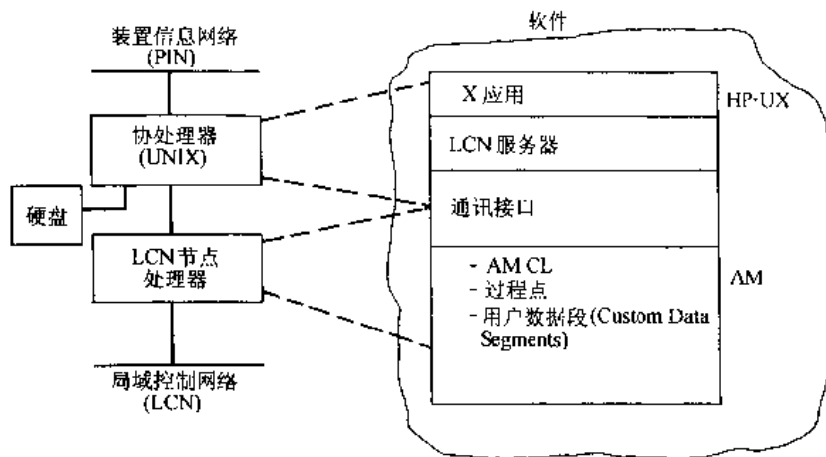 软件
装置信息网络
(PIN)
协处理器
(UNIX)
硬盘
LCN 节点
处理器
局域控制网络
(LCN)
X 应用
HP-UX
LCN 服务器
通讯接口
- AM CL
- 过程点
- 用户数据段(Custom Data
Segments)
AM